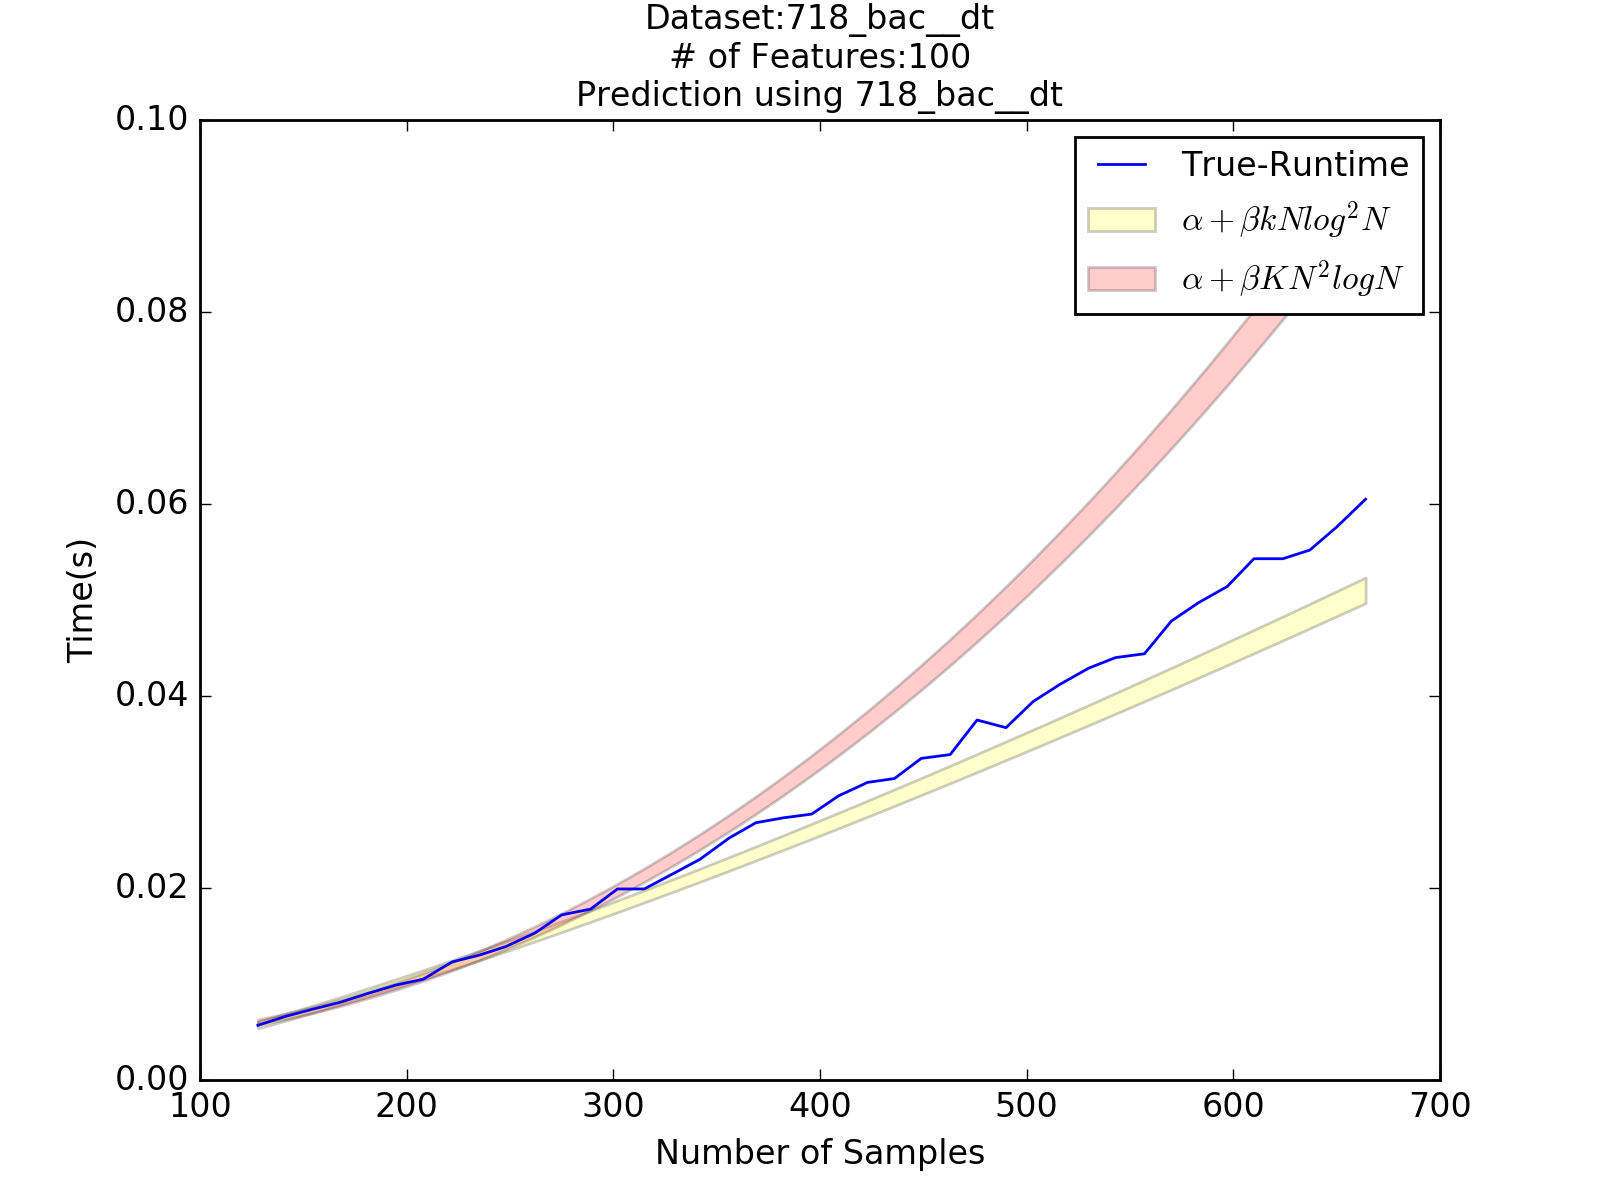 Dataset:718_bac__dt
# of Features:100
Prediction using 718_bac__dt
0.10
0.08
0.06
0.04
0.02
0.00
Time(s)
True-Runtime
α + βkNlog²N
α + βKN²logN
100 200 300 400 500 600 700
Number of Samples